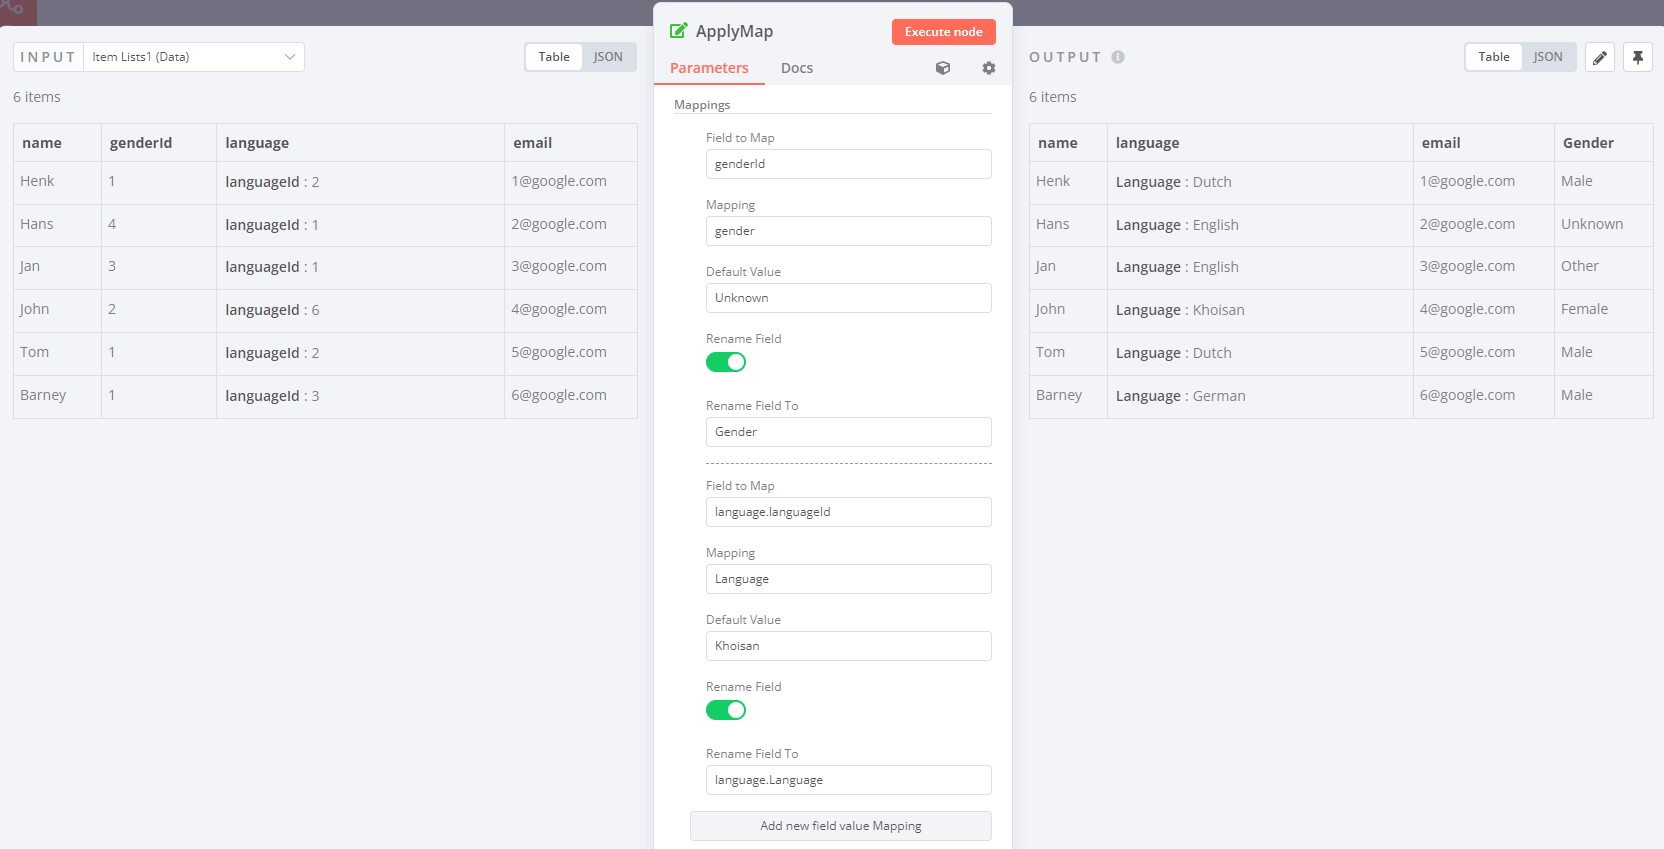 INPUT Item Lists1 (Data) Table JSON
6 items
name genderId language email
Henk 1 languageId : 2 1@google.com
Hans 4 languageId : 1 2@google.com
Jan 3 languageId : 1 3@google.com
John 2 languageId : 6 4@google.com
Tom 1 languageId : 2 5@google.com
Barney 1 languageId : 3 6@google.com
ApplyMap Execute node
Parameters Docs
Mappings
Field to Map
genderId
Mapping
gender
Default Value
Unknown
Rename Field
Rename Field To
Gender
Field to Map
language.languageId
Mapping
Language
Default Value
Khoisan
Rename Field
Rename Field To
language.Language
Add new field value Mapping
OUTPUT Table JSON
6 items
name language email Gender
Henk Language : Dutch 1@google.com Male
Hans Language : English 2@google.com Unknown
Jan Language : English 3@google.com Other
John Language : Khoisan 4@google.com Female
Tom Language : Dutch 5@google.com Male
Barney Language : German 6@google.com Male